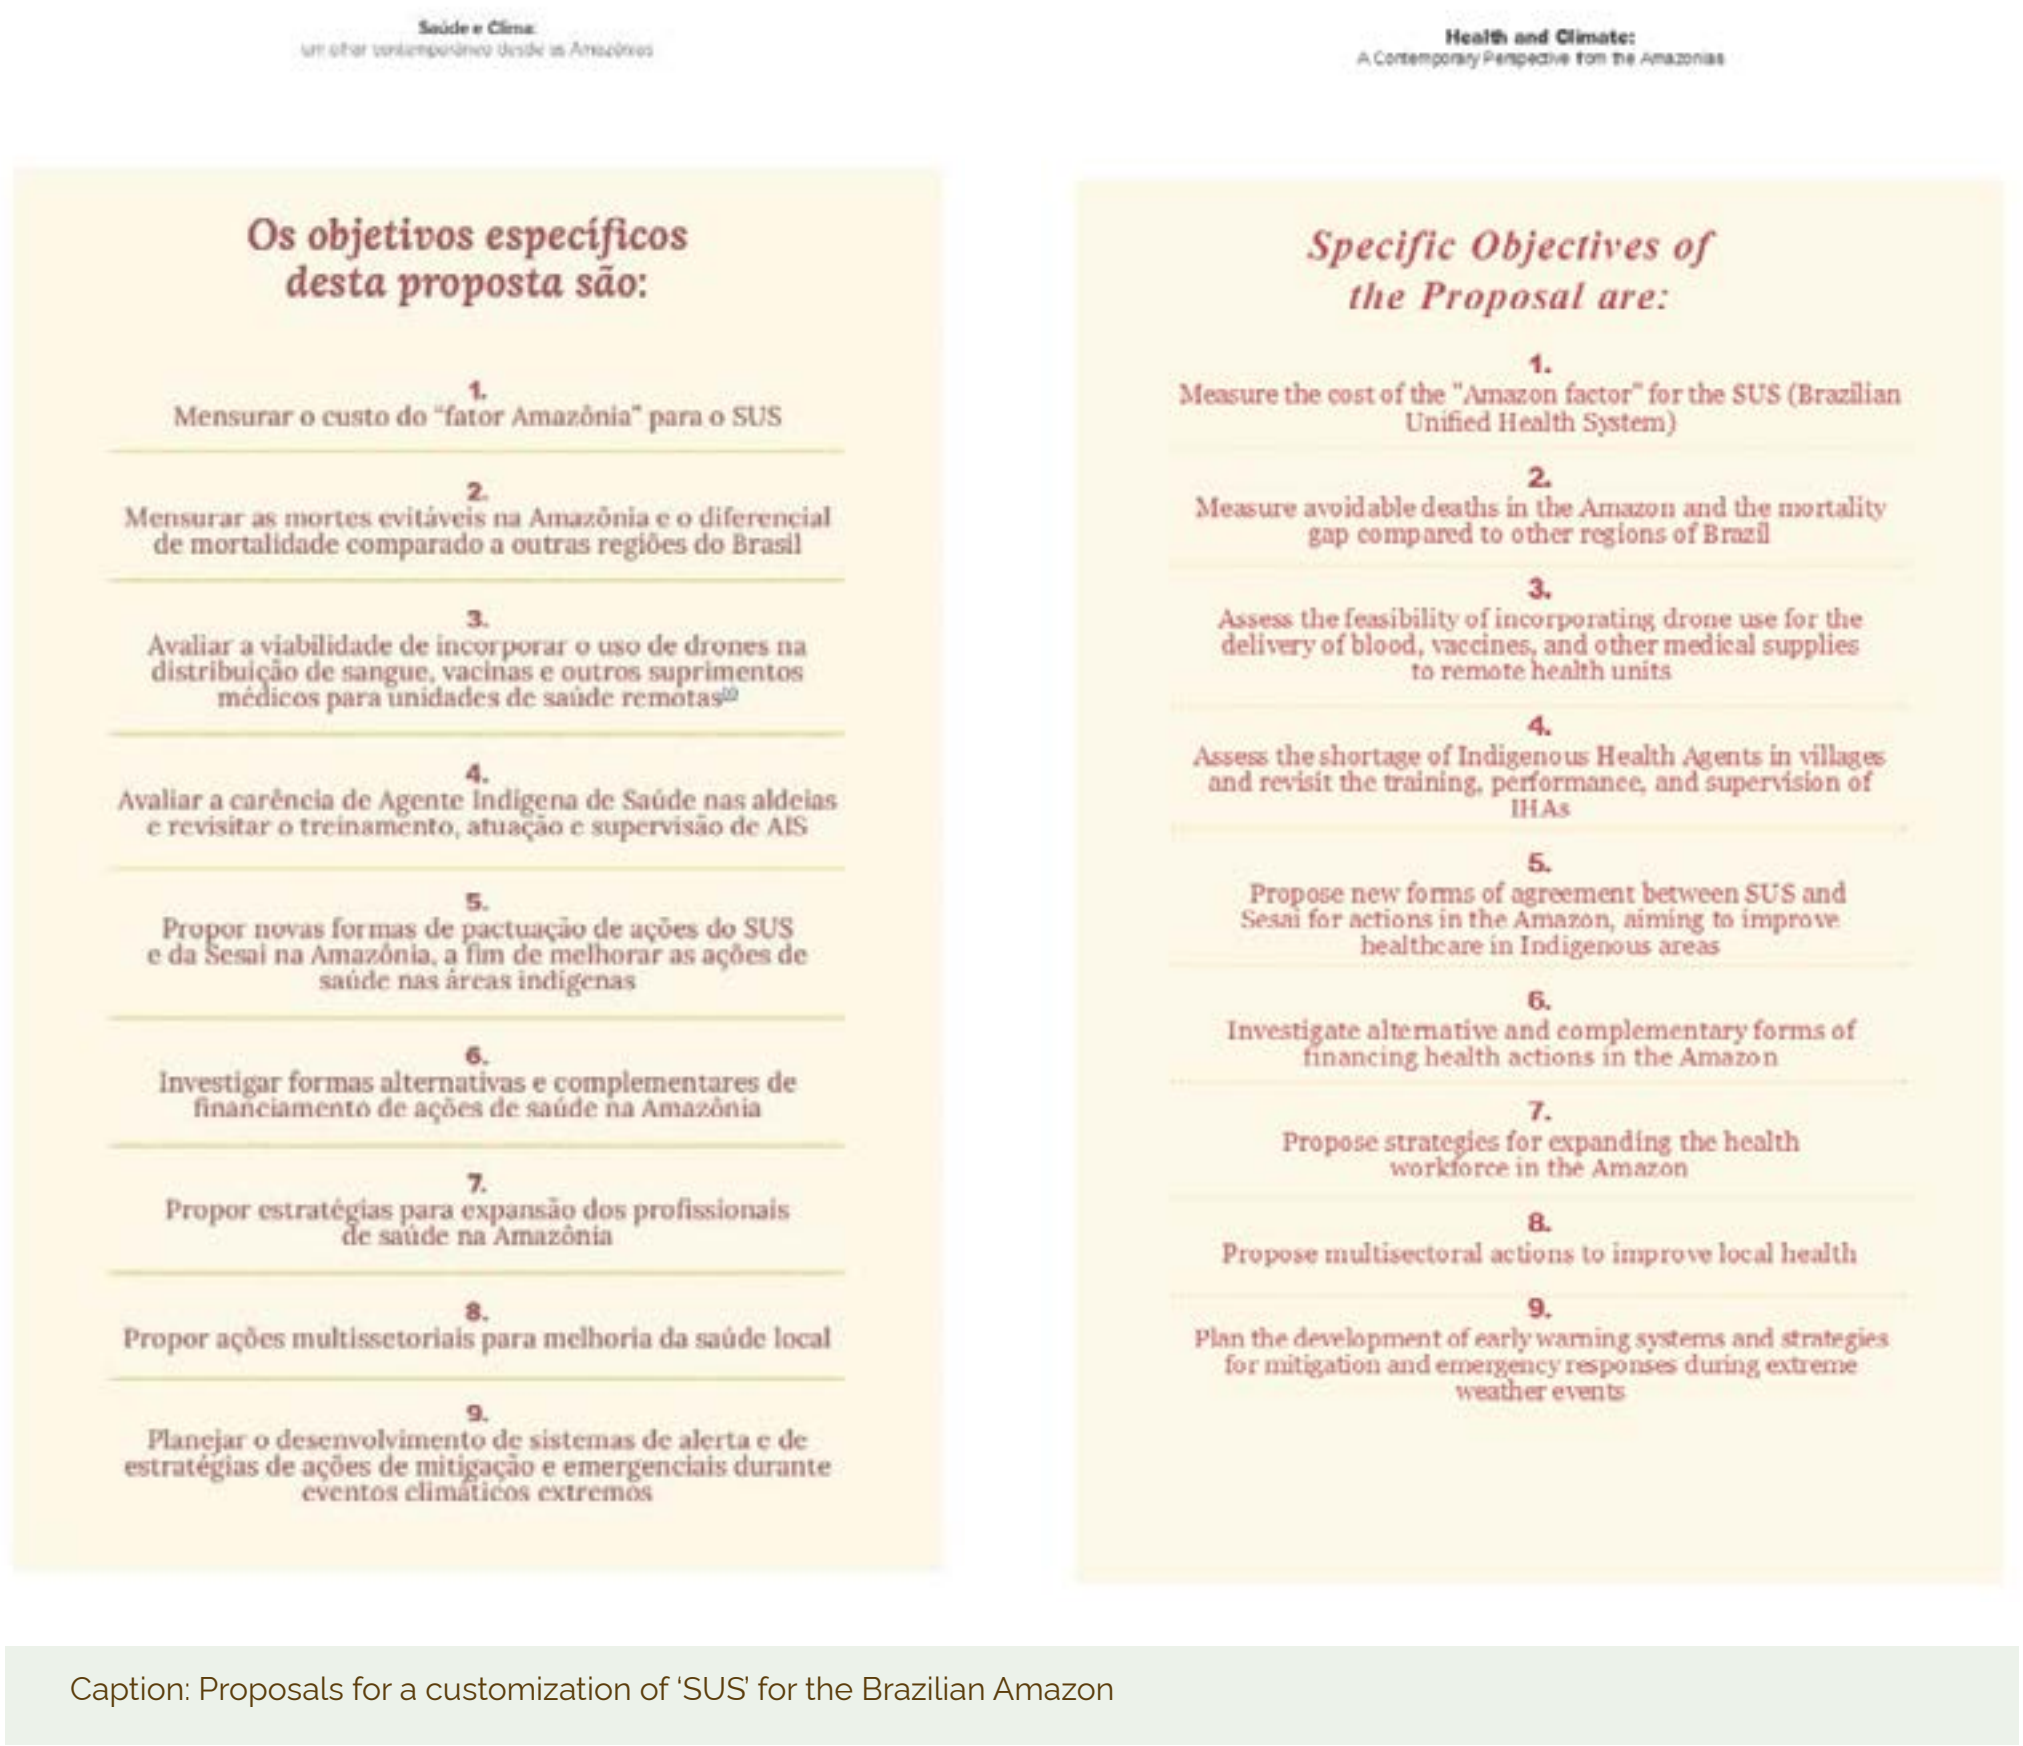 Saúde e Clima:
um olhar contemporâneo desde as Amazônias
Os objetivos específicos
desta proposta são:
1.
Mensurar o custo do “fator Amazônia” para o SUS
2.
Mensurar as mortes evitáveis na Amazônia e o diferencial
de mortalidade comparado a outras regiões do Brasil
3.
Avaliar a viabilidade de incorporar o uso de drones na
distribuição de sangue, vacinas e outros suprimentos
médicos para unidades de saúde remotas
4.
Avaliar a carência de Agente Indígena de Saúde nas aldeias
e revisitar o treinamento, atuação e supervisão de AIS
5.
Propor novas formas de pactuação de ações do SUS
e da Sesai na Amazônia, a fim de melhorar as ações de
saúde nas áreas indígenas
6.
Investigar formas alternativas e complementares de
financiamento de ações de saúde na Amazônia
7.
Propor estratégias para expansão dos profissionais
de saúde na Amazônia
8.
Propor ações multissetoriais para melhoria da saúde local
9.
Planejar o desenvolvimento de sistemas de alerta e de
estratégias de ações de mitigação e emergenciais durante
eventos climáticos extremos
Health and Climate:
A Contemporary Perspective from the Amazonias
Specific Objectives of
the Proposal are:
1.
Measure the cost of the "Amazon factor" for the SUS (Brazilian
Unified Health System)
2.
Measure avoidable deaths in the Amazon and the mortality
gap compared to other regions of Brazil
3.
Assess the feasibility of incorporating drone use for the
delivery of blood, vaccines, and other medical supplies
to remote health units
4.
Assess the shortage of Indigenous Health Agents in villages
and revisit the training, performance, and supervision of
IHAs
5.
Propose new forms of agreement between SUS and
Sesai for actions in the Amazon, aiming to improve
healthcare in Indigenous areas
6.
Investigate alternative and complementary forms of
financing health actions in the Amazon
7.
Propose strategies for expanding the health
workforce in the Amazon
8.
Propose multisectoral actions to improve local health
9.
Plan the development of early warning systems and strategies
for mitigation and emergency responses during extreme
weather events
Caption: Proposals for a customization of ‘SUS’ for the Brazilian Amazon